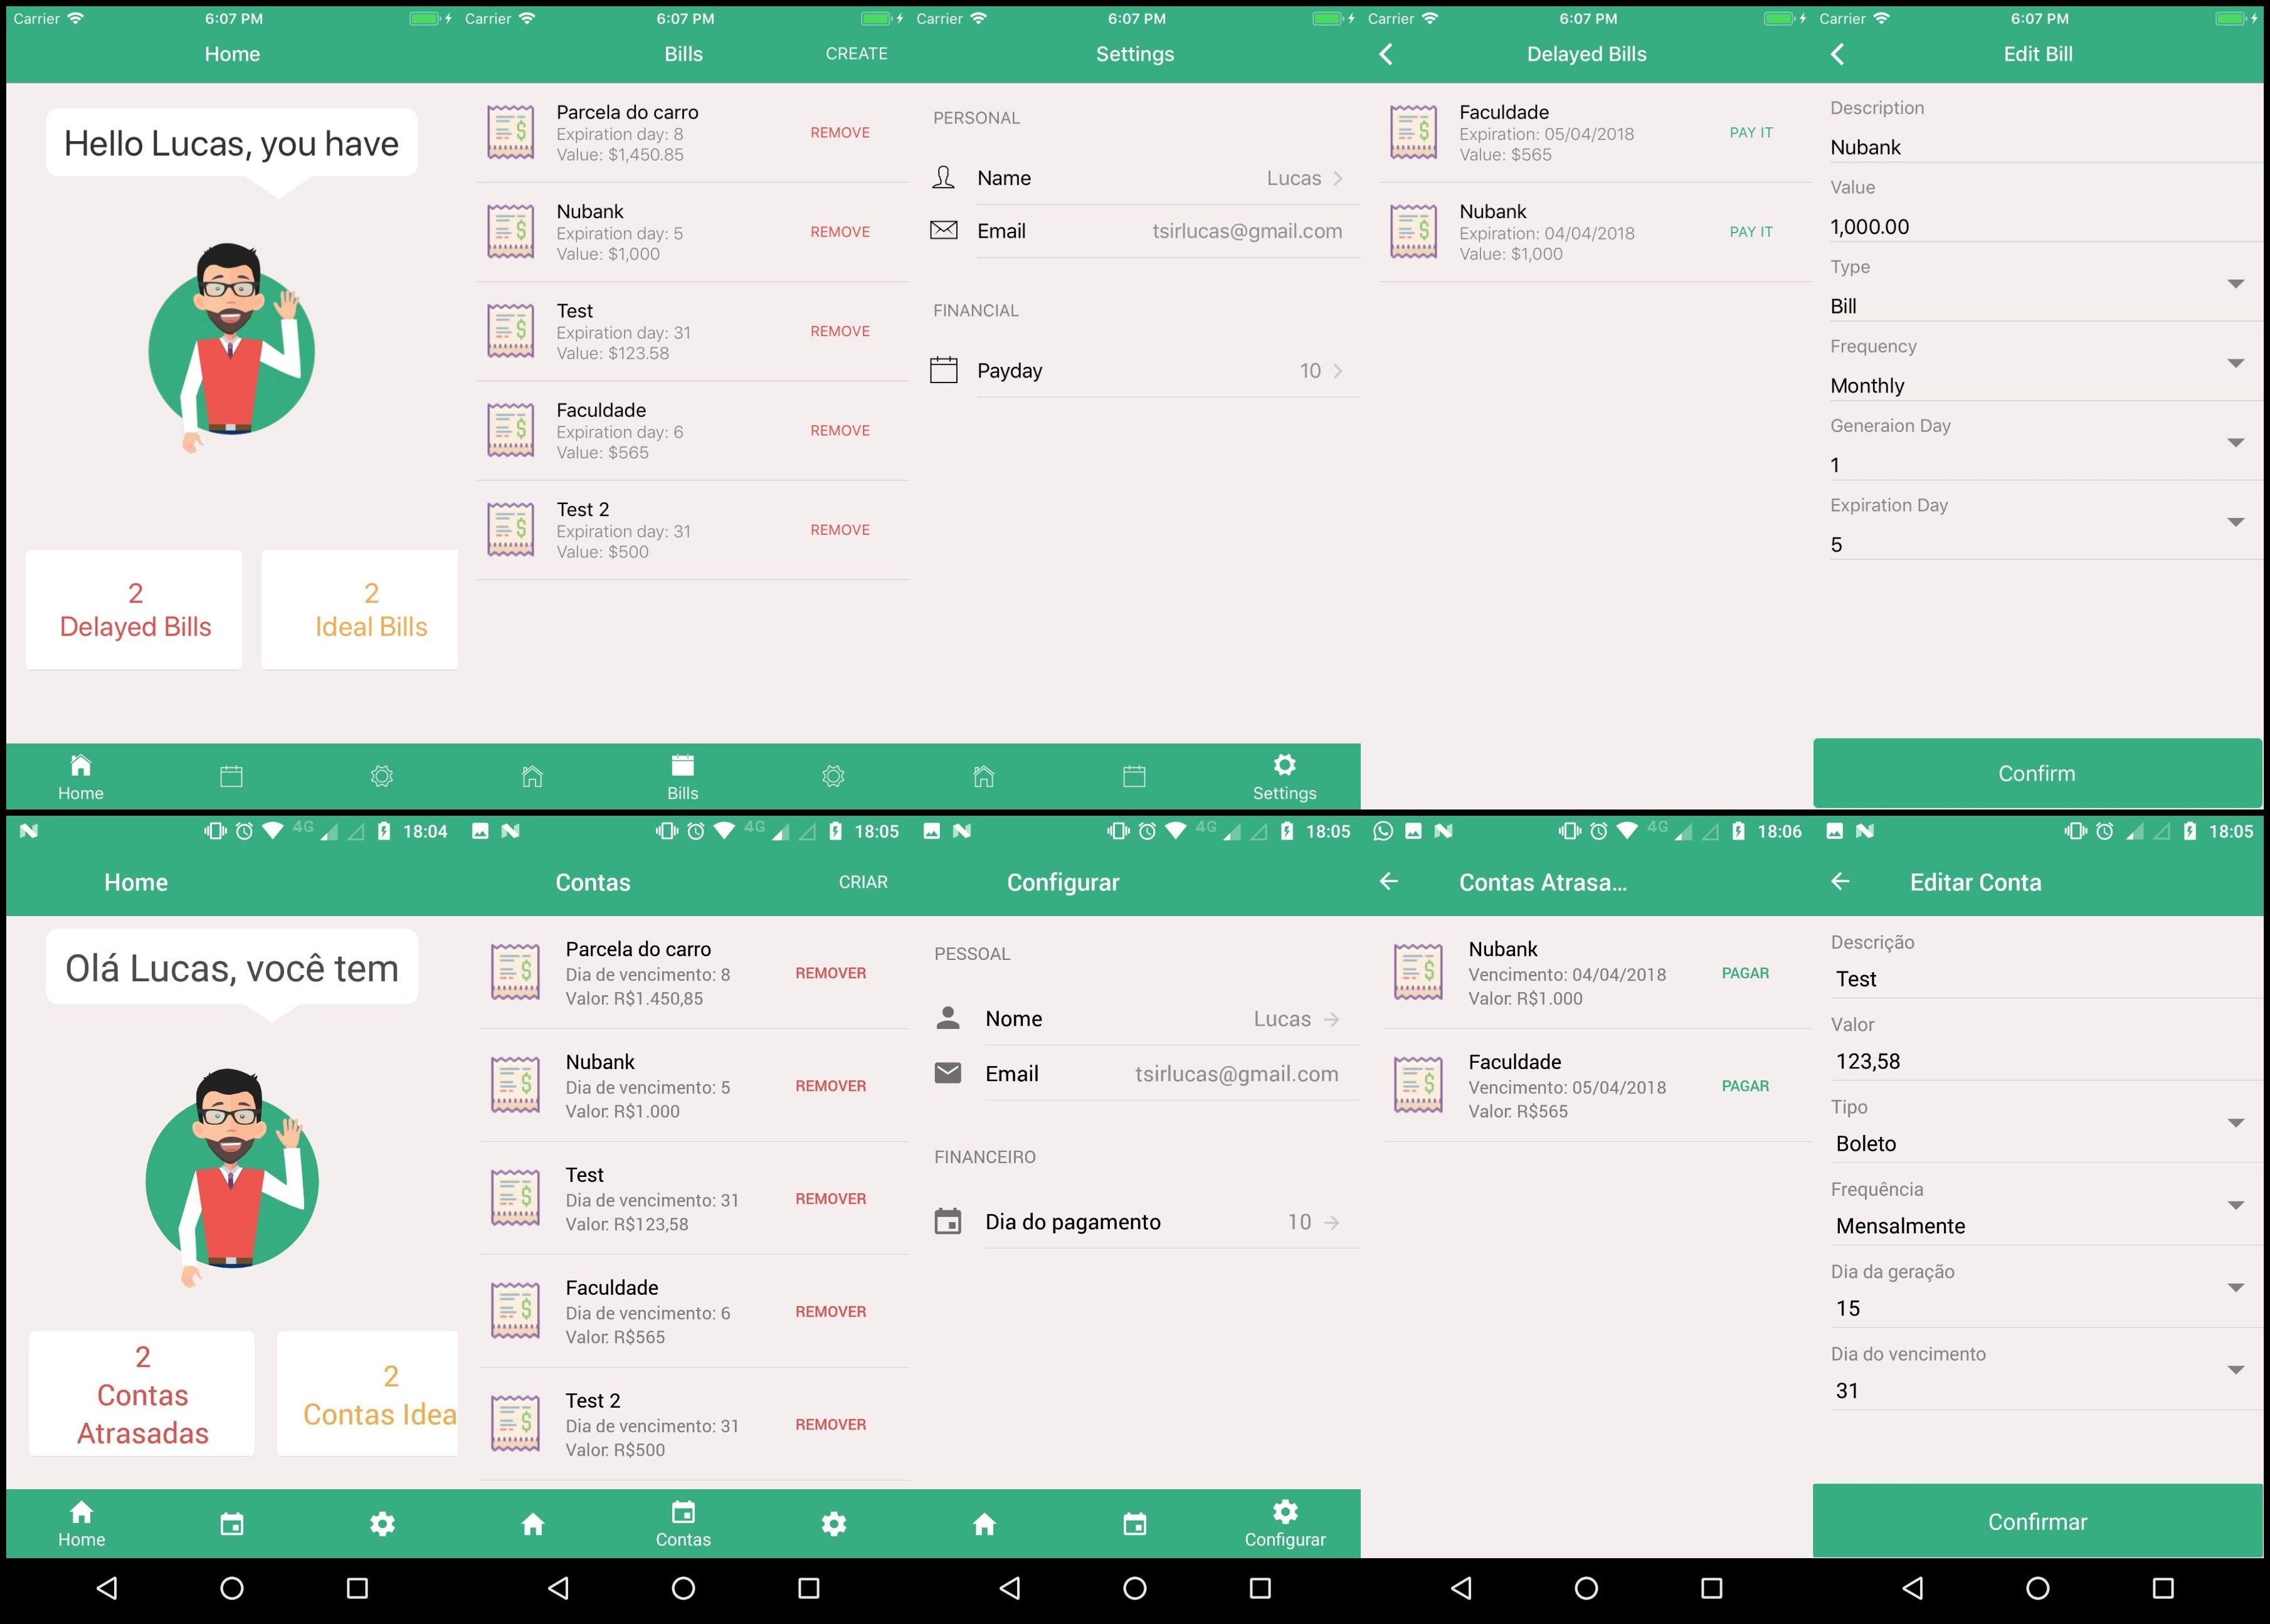 Carrier 6:07 PM
Home
Hello Lucas, you have
2
Delayed Bills
2
Ideal Bills
Home
Carrier 6:07 PM
Bills CREATE
Parcela do carro
Expiration day: 8
Value: $1,450.85
REMOVE
Nubank
Expiration day: 5
Value: $1,000
REMOVE
Test
Expiration day: 31
Value: $123.58
REMOVE
Faculdade
Expiration day: 6
Value: $565
REMOVE
Test 2
Expiration day: 31
Value: $500
REMOVE
Bills
Carrier 6:07 PM
Settings
PERSONAL
Name Lucas
Email tsirlucas@gmail.com
FINANCIAL
Payday 10
Settings
Carrier 6:07 PM
Delayed Bills
Faculdade
Expiration: 05/04/2018
Value: $565
PAY IT
Nubank
Expiration: 04/04/2018
Value: $1,000
PAY IT
Carrier 6:07 PM
Edit Bill
Description
Nubank
Value
1,000.00
Type
Bill
Frequency
Monthly
Generaion Day
1
Expiration Day
5
Confirm
4G 18:04
Home
Olá Lucas, você tem
2
Contas
Atrasadas
2
Contas Idea
Home
4G 18:05
Contas CRIAR
Parcela do carro
Dia de vencimento: 8
Valor: R$1.450,85
REMOVER
Nubank
Dia de vencimento: 5
Valor: R$1.000
REMOVER
Test
Dia de vencimento: 31
Valor: R$123,58
REMOVER
Faculdade
Dia de vencimento: 6
Valor: R$565
REMOVER
Test 2
Dia de vencimento: 31
Valor: R$500
REMOVER
Contas
4G 18:05
Configurar
PESSOAL
Nome Lucas
Email tsirlucas@gmail.com
FINANCEIRO
Dia do pagamento 10
Configurar
4G 18:06
Contas Atrasa...
Nubank
Vencimento: 04/04/2018
Valor: R$1.000
PAGAR
Faculdade
Vencimento: 05/04/2018
Valor: R$565
PAGAR
18:05
Editar Conta
Descrição
Test
Valor
123,58
Tipo
Boleto
Frequência
Mensalmente
Dia da geração
15
Dia do vencimento
31
Confirmar